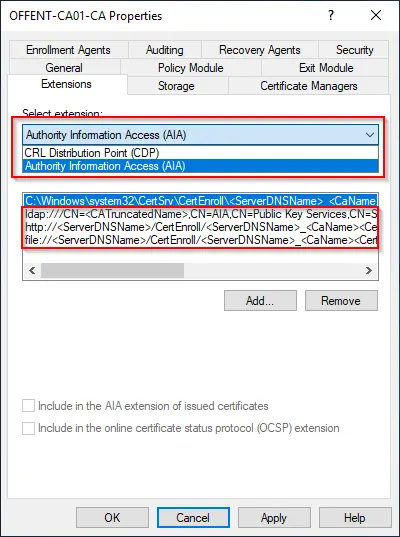 OFFENT-CA01-CA Properties
Enrollment Agents Auditing Recovery Agents Security
General Policy Module Exit Module
Extensions Storage Certificate Managers
Select extension:
Authority Information Access (AIA)
CRL Distribution Point (CDP)
Authority Information Access (AIA)
C:\Windows\system32\CertSrv\CertEnroll\<ServerDNSName>_<CaName
ldap:///CN=<CATruncatedName>,CN=AIA,CN=Public Key Services,CN=S
http://<ServerDNSName>/CertEnroll/<ServerDNSName>_<CaName><Ce
file://<ServerDNSName>/CertEnroll/<ServerDNSName>_<CaName><Cert
Add... Remove
Include in the AIA extension of issued certificates
Include in the online certificate status protocol (OCSP) extension
OK Cancel Apply Help